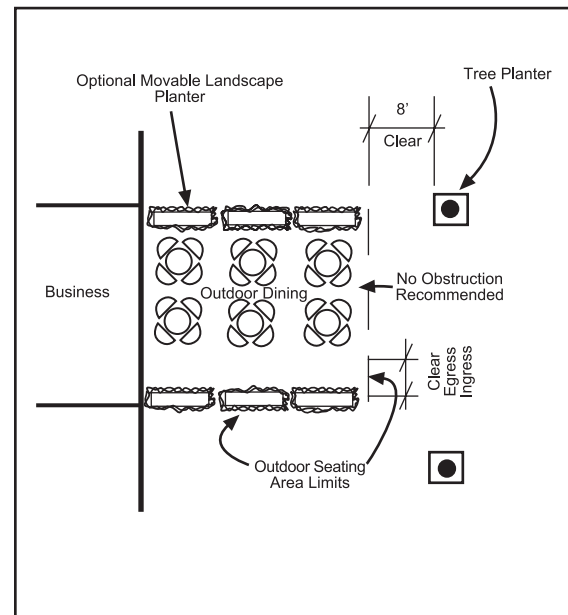 Optional Movable Landscape
Planter
Tree Planter
8’
Clear
Business
Outdoor Dining
No Obstruction
Recommended
Clear
Egress
Ingress
Outdoor Seating
Area Limits